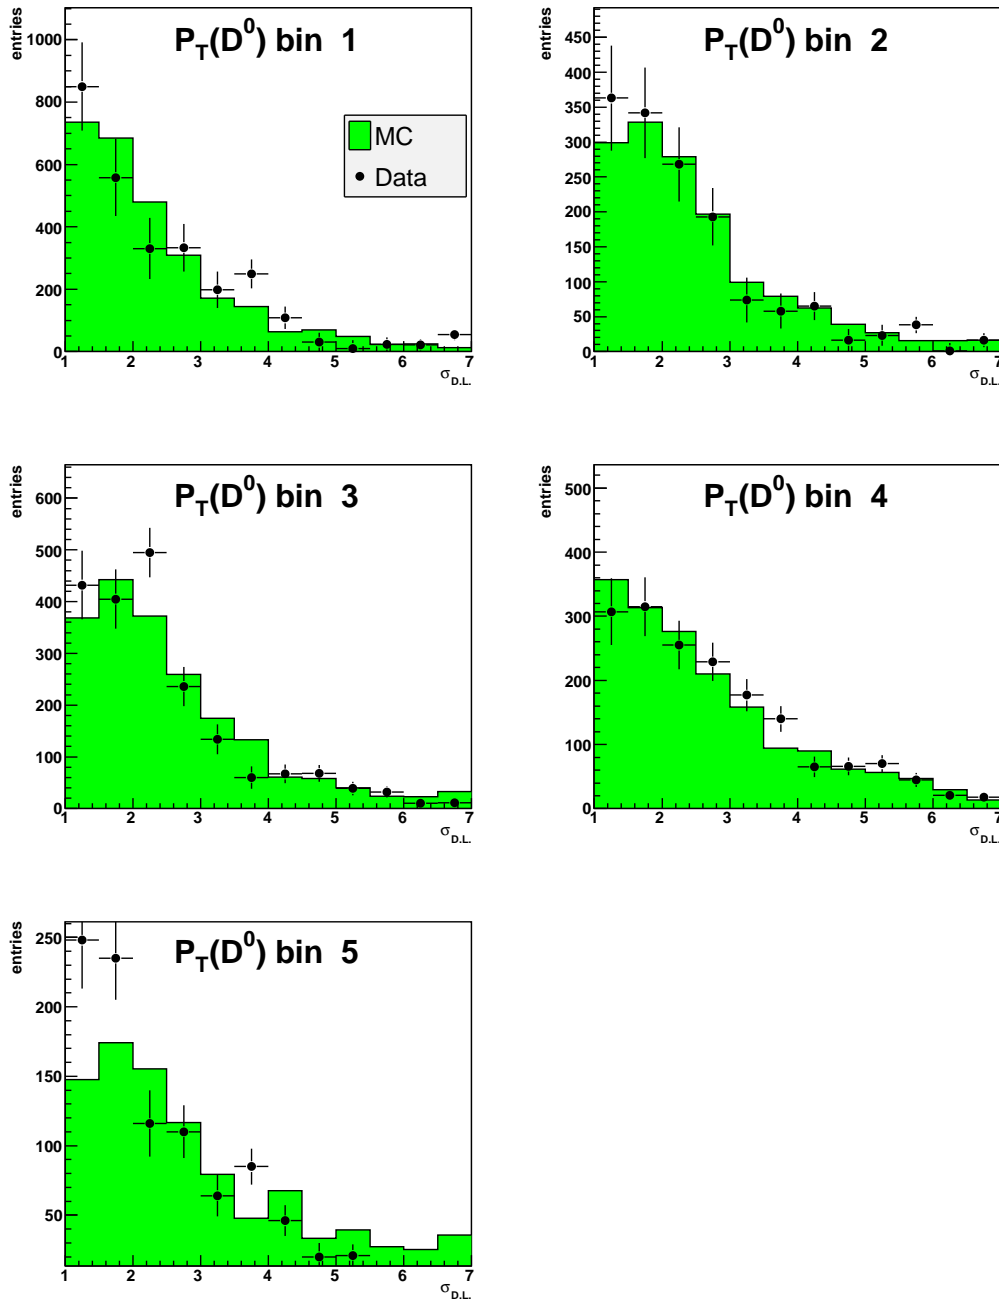 P_T(D^0) bin 1
entries
1000
800
600
400
200
0
1 2 3 4 5 6 7
σ_D.L.
MC
Data
P_T(D^0) bin 2
entries
450
400
350
300
250
200
150
100
50
0
1 2 3 4 5 6 7
σ_D.L.
P_T(D^0) bin 3
entries
600
500
400
300
200
100
0
1 2 3 4 5 6 7
σ_D.L.
P_T(D^0) bin 4
entries
500
400
300
200
100
0
1 2 3 4 5 6 7
σ_D.L.
P_T(D^0) bin 5
entries
250
200
150
100
50
1 2 3 4 5 6 7
σ_D.L.